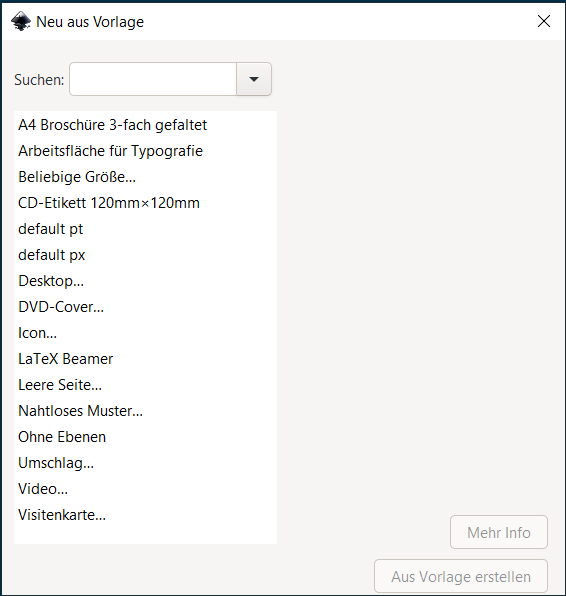 Neu aus Vorlage
Suchen:
A4 Broschüre 3-fach gefaltet
Arbeitsfläche für Typografie
Beliebige Größe...
CD-Etikett 120mm×120mm
default pt
default px
Desktop...
DVD-Cover...
Icon...
LaTeX Beamer
Leere Seite...
Nahtloses Muster...
Ohne Ebenen
Umschlag...
Video...
Visitenkarte...
Mehr Info
Aus Vorlage erstellen